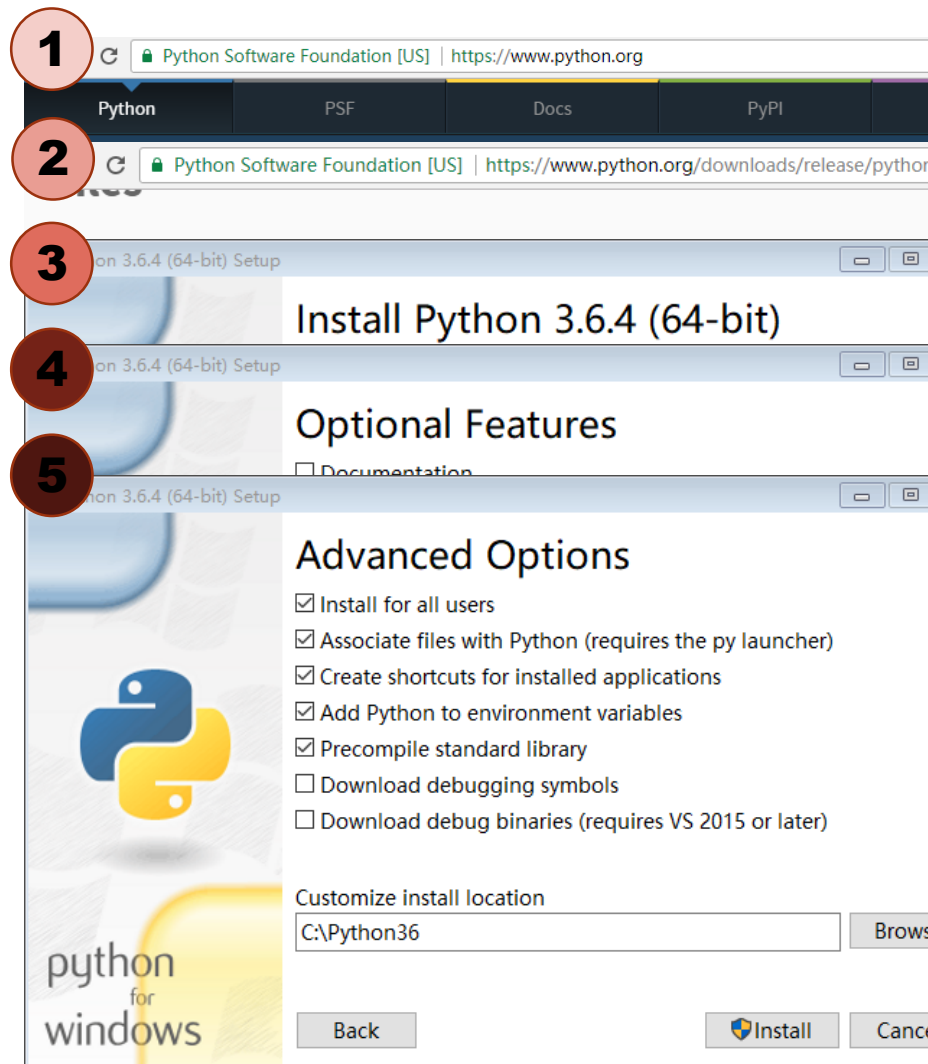 1
Python Software Foundation [US] | https://www.python.org
Python PSF Docs PyPI
2
Python Software Foundation [US] | https://www.python.org/downloads/release/python
3
on 3.6.4 (64-bit) Setup
Install Python 3.6.4 (64-bit)
4
on 3.6.4 (64-bit) Setup
Optional Features
Documentation
5
hon 3.6.4 (64-bit) Setup
Advanced Options
Install for all users
Associate files with Python (requires the py launcher)
Create shortcuts for installed applications
Add Python to environment variables
Precompile standard library
Download debugging symbols
Download debug binaries (requires VS 2015 or later)
Customize install location
C:\Python36
Brows
python
for
windows
Back
Install
Cance